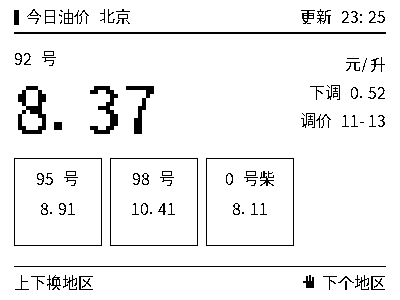 今日油价 北京 更新 23:25
92 号
8.37
元/升
下调 0.52
调价 11-13
95 号 98 号 0 号柴
8.91 10.41 8.11
上下换地区 下个地区